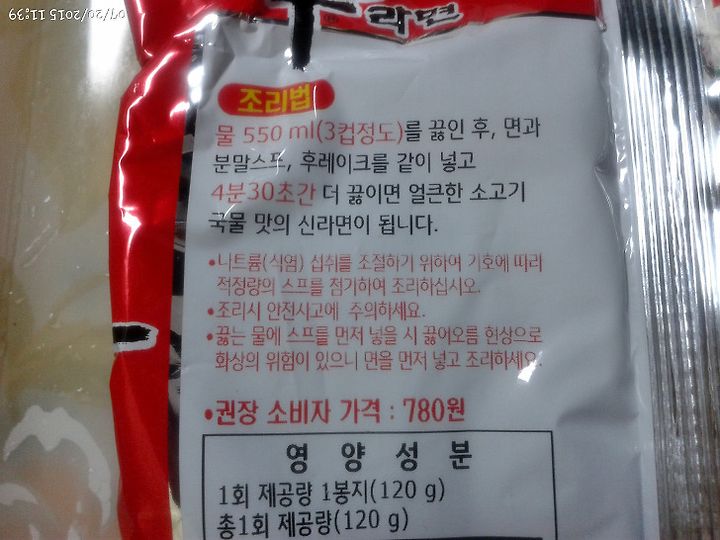 07/20/2015 11:39
라면
조리법
물 550 ml(3컵정도)를 끓인 후, 면과
분말스프, 후레이크를 같이 넣고
4분30초간 더 끓이면 얼큰한 소고기
국물 맛의 신라면이 됩니다.
•나트륨(식염) 섭취를 조절하기 위하여 기호에 따라
적정량의 스프를 첨가하여 조리하십시오.
•조리시 안전사고에 주의하세요.
•끓는 물에 스프를 먼저 넣을 시 끓어오름 현상으로
화상의 위험이 있으니 면을 먼저 넣고 조리하세요.
•권장 소비자 가격 : 780원
영 양 성 분
1회 제공량 1봉지(120 g)
총1회 제공량(120 g)